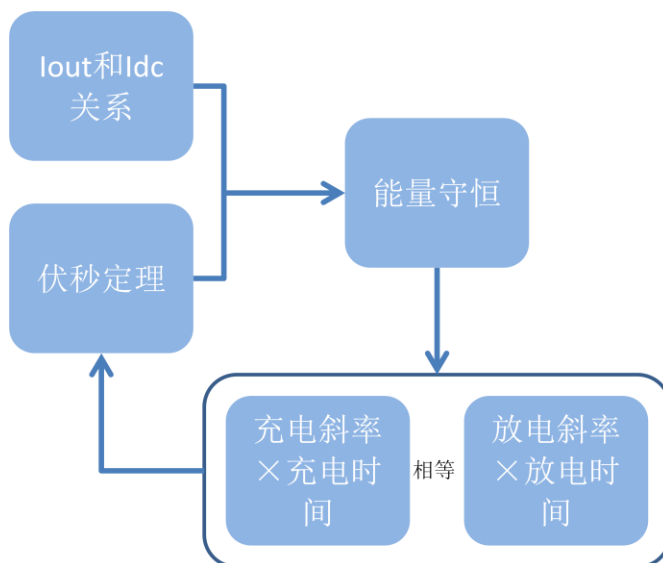 Iout和Idc
关系
能量守恒
伏秒定理
充电斜率
×充电时
间
相等
放电斜率
×放电时
间